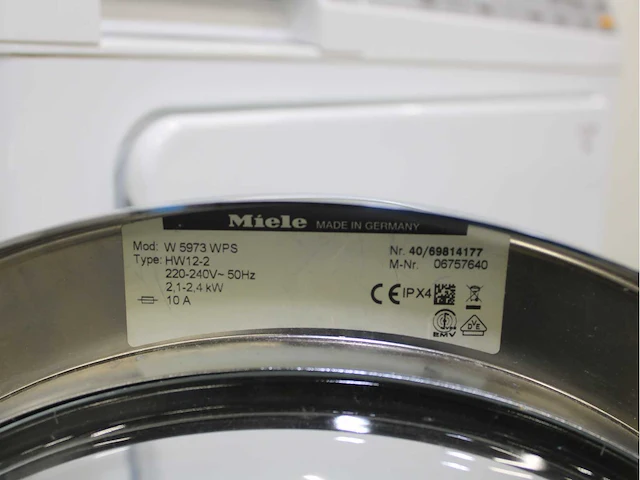 Miele MADE IN GERMANY
Mod: W 5973 WPS
Type: HW12-2
220-240V~ 50Hz
2,1-2,4 kW
10 A
Nr. 40/69814177
M-Nr. 06757640
CE IPX4
EMV
VDE